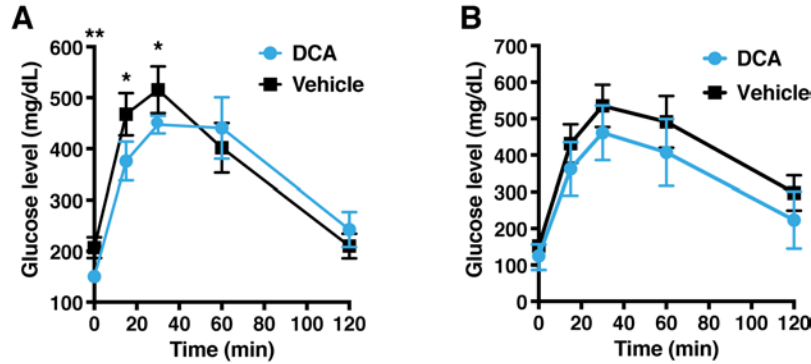 A
** * *
DCA
Vehicle
Glucose level (mg/dL)
600
500
400
300
200
100
0 20 40 60 80 100 120
Time (min)
B
DCA
Vehicle
Glucose level (mg/dL)
700
600
500
400
300
200
100
0
0 20 40 60 80 100 120
Time (min)